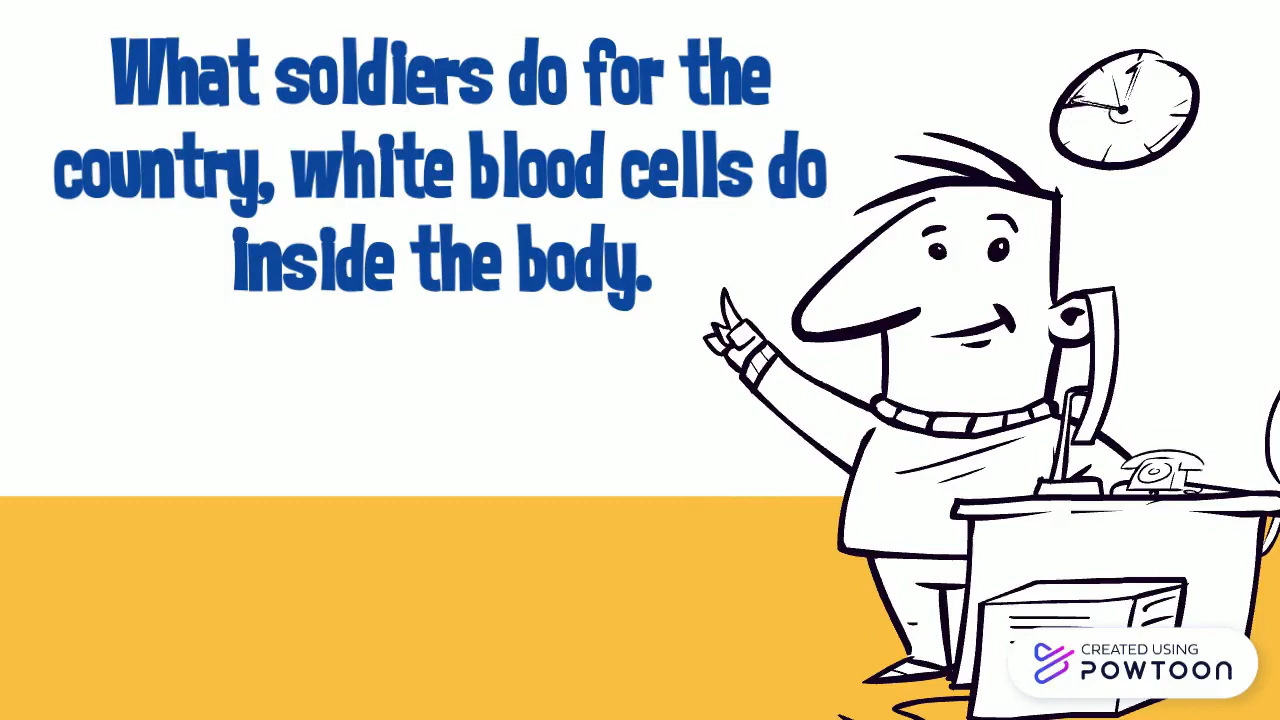 What soldiers do for the
country, white blood cells do
inside the body.
CREATED USING
POWTOON